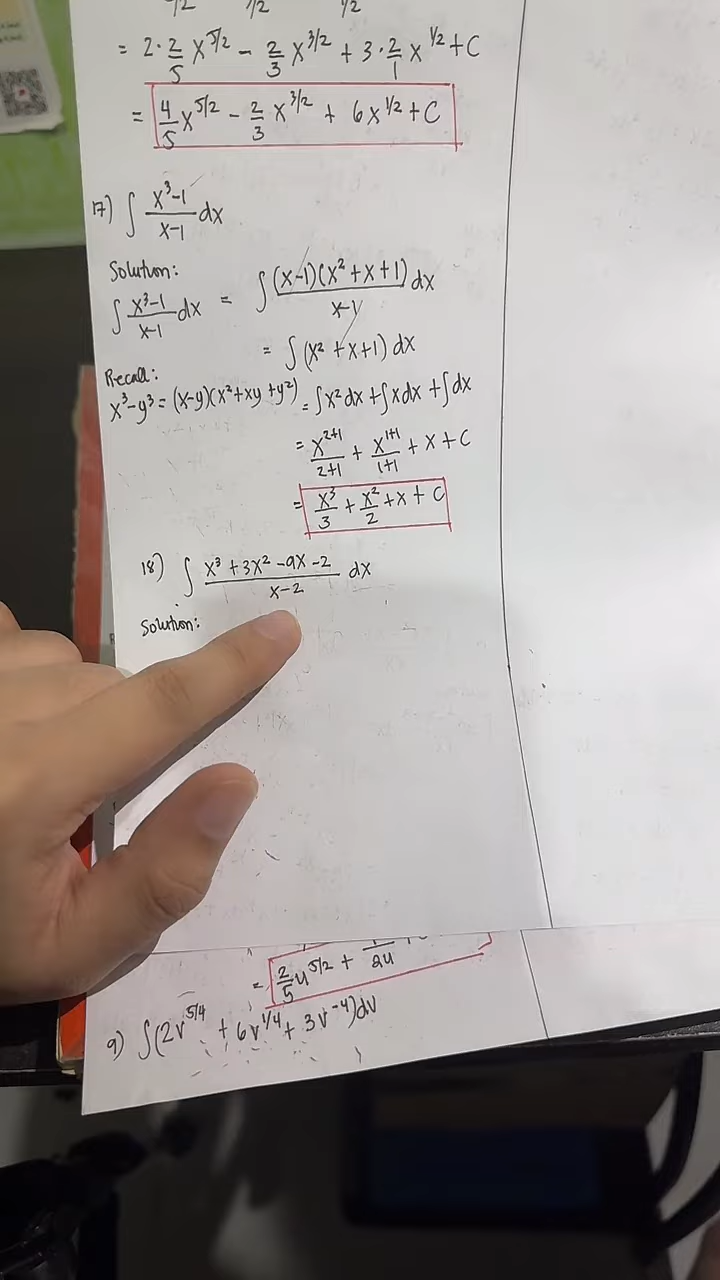 = 2·2/5 x^5/2 - 2/3 x^3/2 + 3·2/1 x^1/2 + C
= 4/5 x^5/2 - 2/3 x^3/2 + 6x^1/2 + C
17) ∫ x³-1/x-1 dx
Solution:
∫ x³-1/x-1 dx = ∫ (x-1)(x²+x+1)/x-1 dx
= ∫ (x²+x+1) dx
Recall:
x³-y³ = (x-y)(x²+xy+y²) = ∫x²dx + ∫xdx + ∫dx
= x^2+1/2+1 + x^1+1/1+1 + x + C
= x³/3 + x²/2 + x + C
18) ∫ x³+3x²-9x-2/x-2 dx
Solution:
= 2/5 u^5/2 +
9) ∫(2v^5/4 + 6v^1/4 + 3v^-4)dv